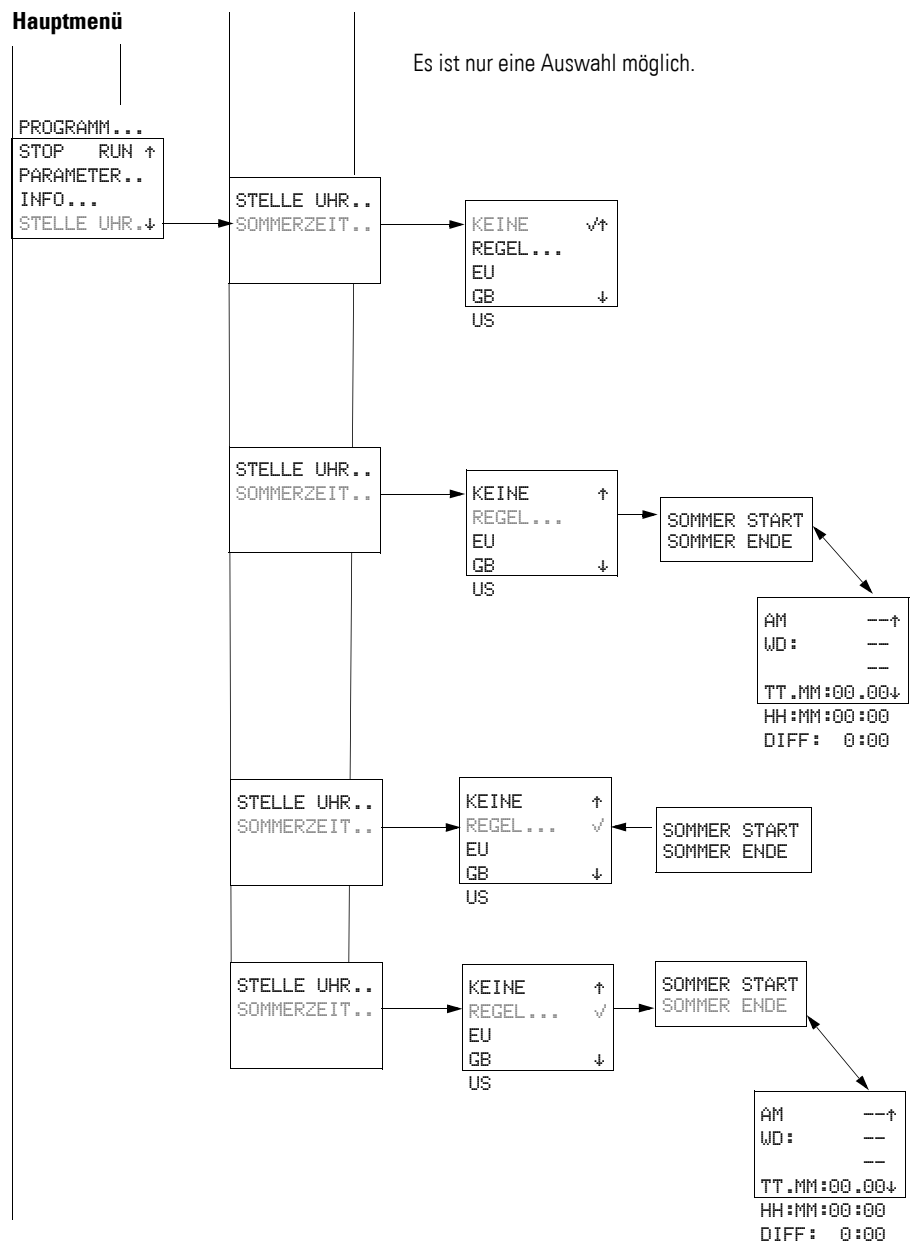 Hauptmenü
Es ist nur eine Auswahl möglich.
PROGRAMM...
STOP RUN ↑
PARAMETER..
INFO...
STELLE UHR.↓
STELLE UHR..
SOMMERZEIT..
KEINE √↑
REGEL...
EU
GB ↓
US
STELLE UHR..
SOMMERZEIT..
KEINE ↑
REGEL...
EU
GB ↓
US
SOMMER START
SOMMER ENDE
AM --↑
WD: --
--
TT.MM:00.00↓
HH:MM:00:00
DIFF: 0:00
STELLE UHR..
SOMMERZEIT..
KEINE ↑
REGEL... √
EU
GB ↓
US
SOMMER START
SOMMER ENDE
STELLE UHR..
SOMMERZEIT..
KEINE ↑
REGEL... √
EU
GB ↓
US
SOMMER START
SOMMER ENDE
AM --↑
WD: --
--
TT.MM:00.00↓
HH:MM:00:00
DIFF: 0:00